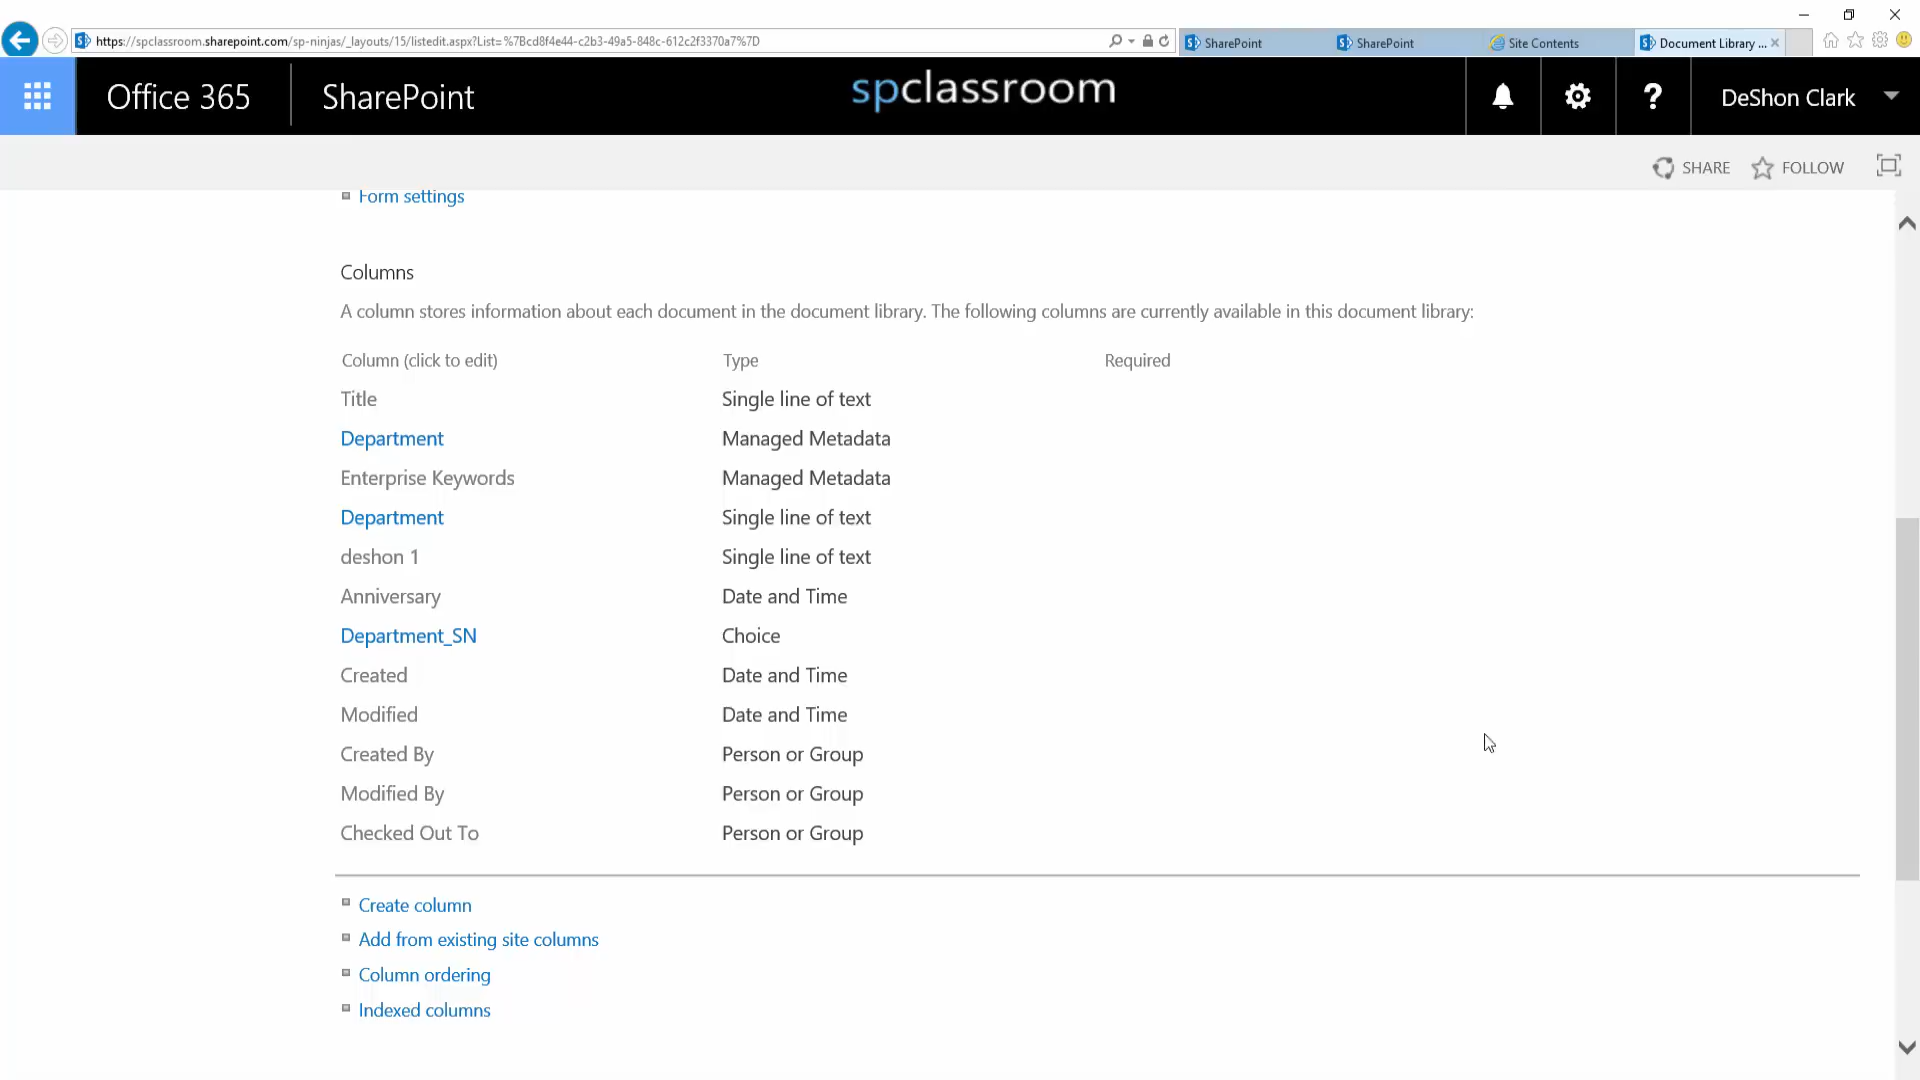 https://spclassroom.sharepoint.com/sp-ninjas/_layouts/15/listedit.aspx?List=%7Bcd8f4e44-c2b3-49a5-848c-612c2f3370a7%7D
SharePoint
SharePoint
Site Contents
Document Library ...
Office 365
SharePoint
spclassroom
?
DeShon Clark
SHARE
FOLLOW
Form settings
Columns
A column stores information about each document in the document library. The following columns are currently available in this document library:
Column (click to edit) Type Required
Title Single line of text
Department Managed Metadata
Enterprise Keywords Managed Metadata
Department Single line of text
deshon 1 Single line of text
Anniversary Date and Time
Department_SN Choice
Created Date and Time
Modified Date and Time
Created By Person or Group
Modified By Person or Group
Checked Out To Person or Group
Create column
Add from existing site columns
Column ordering
Indexed columns